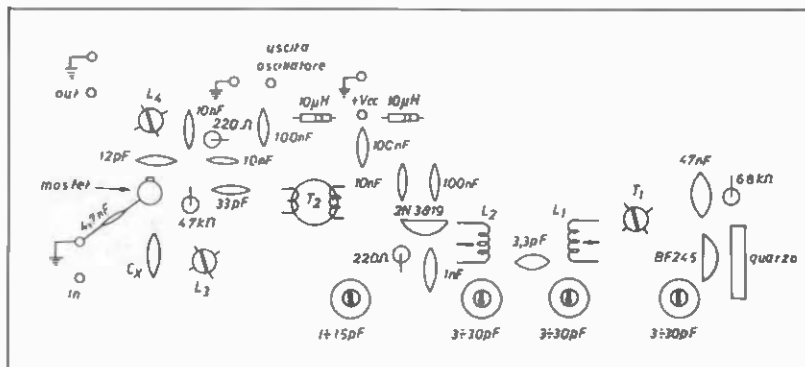 uscita
oscillatore
out
L4
10nF
220Ω
100nF
10µH
+Vcc
10µH
100nF
12pF
10nF
mosfet
4,7nF
47kΩ
33pF
T2
10nF
100nF
2N 3819
L2
L1
T1
47nF
68kΩ
in
Cx
L3
220Ω
1nF
3,3pF
BF245
quarzo
1÷15pF
3÷30pF
3÷30pF
3÷30pF